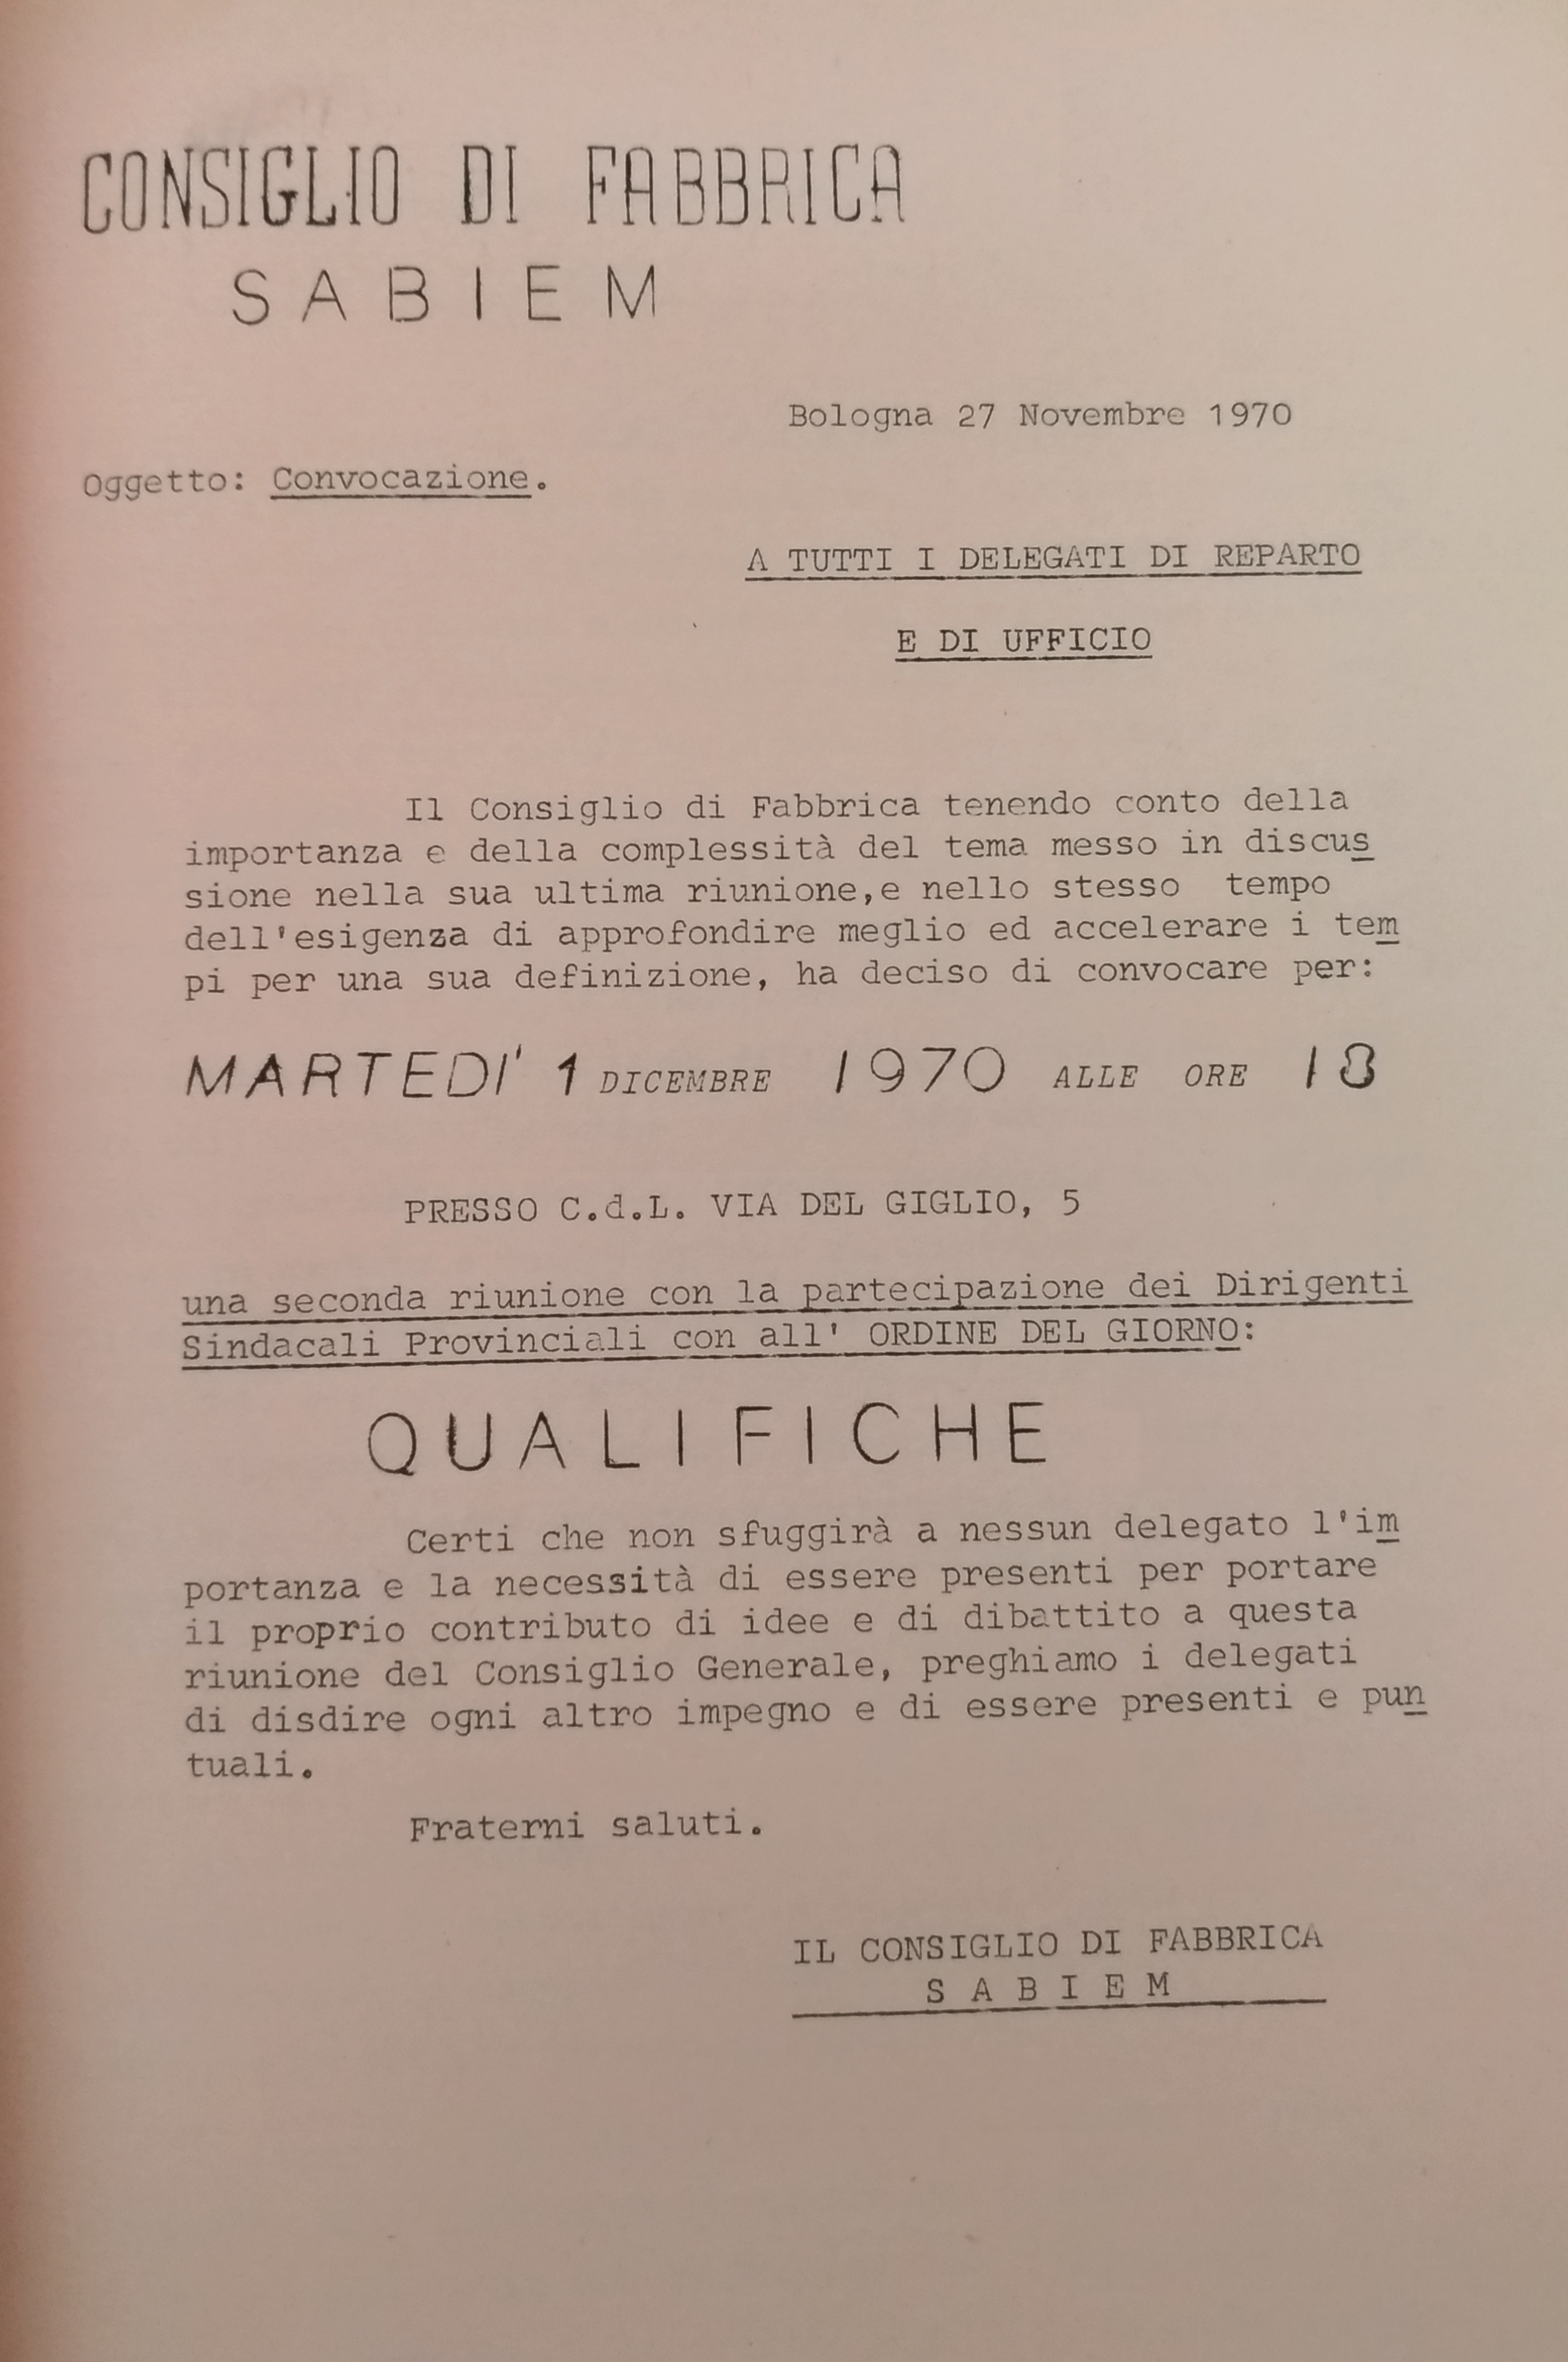 CONSIGLIO DI FABBRICA
SABIEM
Bologna 27 Novembre 1970
Oggetto: Convocazione.
A TUTTI I DELEGATI DI REPARTO
E DI UFFICIO
Il Consiglio di Fabbrica tenendo conto della
importanza e della complessità del tema messo in discus
sione nella sua ultima riunione,e nello stesso tempo
dell'esigenza di approfondire meglio ed accelerare i tem
pi per una sua definizione, ha deciso di convocare per:
MARTEDI' 1 DICEMBRE 1970 ALLE ORE 18
PRESSO C.d.L. VIA DEL GIGLIO, 5
una seconda riunione con la partecipazione dei Dirigenti
Sindacali Provinciali con all' ORDINE DEL GIORNO:
QUALIFICHE
Certi che non sfuggirà a nessun delegato l'im
portanza e la necessità di essere presenti per portare
il proprio contributo di idee e di dibattito a questa
riunione del Consiglio Generale, preghiamo i delegati
di disdire ogni altro impegno e di essere presenti e pun
tuali.
Fraterni saluti.
IL CONSIGLIO DI FABBRICA
S A B I E M